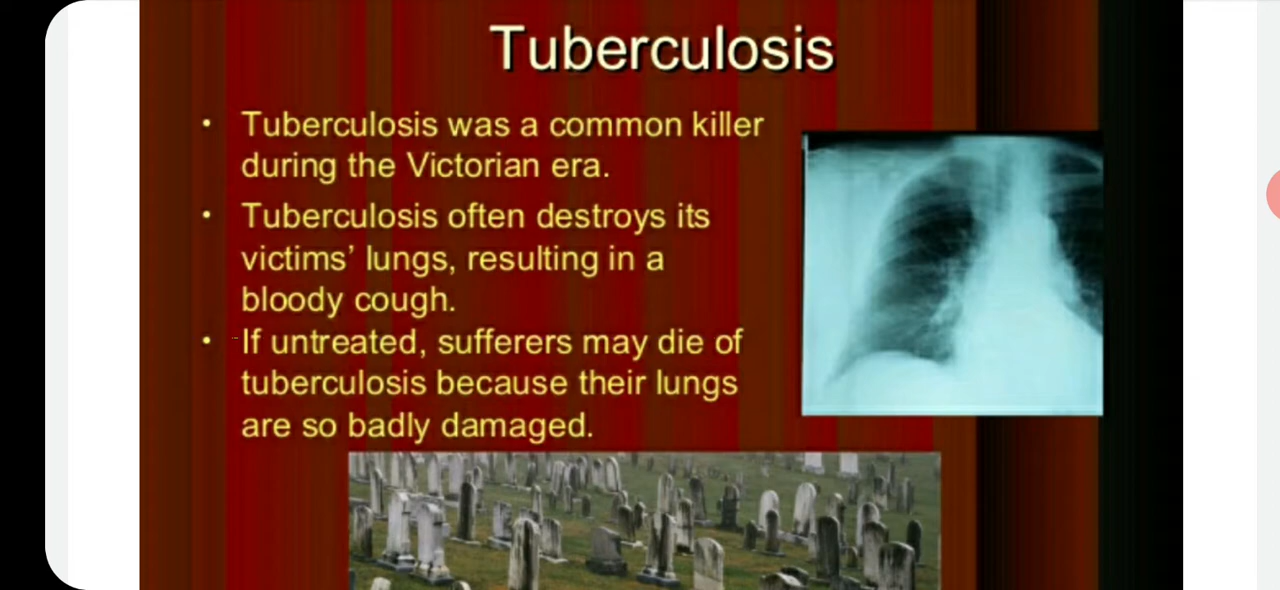 Tuberculosis
• Tuberculosis was a common killer
during the Victorian era.
• Tuberculosis often destroys its
victims’ lungs, resulting in a
bloody cough.
• If untreated, sufferers may die of
tuberculosis because their lungs
are so badly damaged.